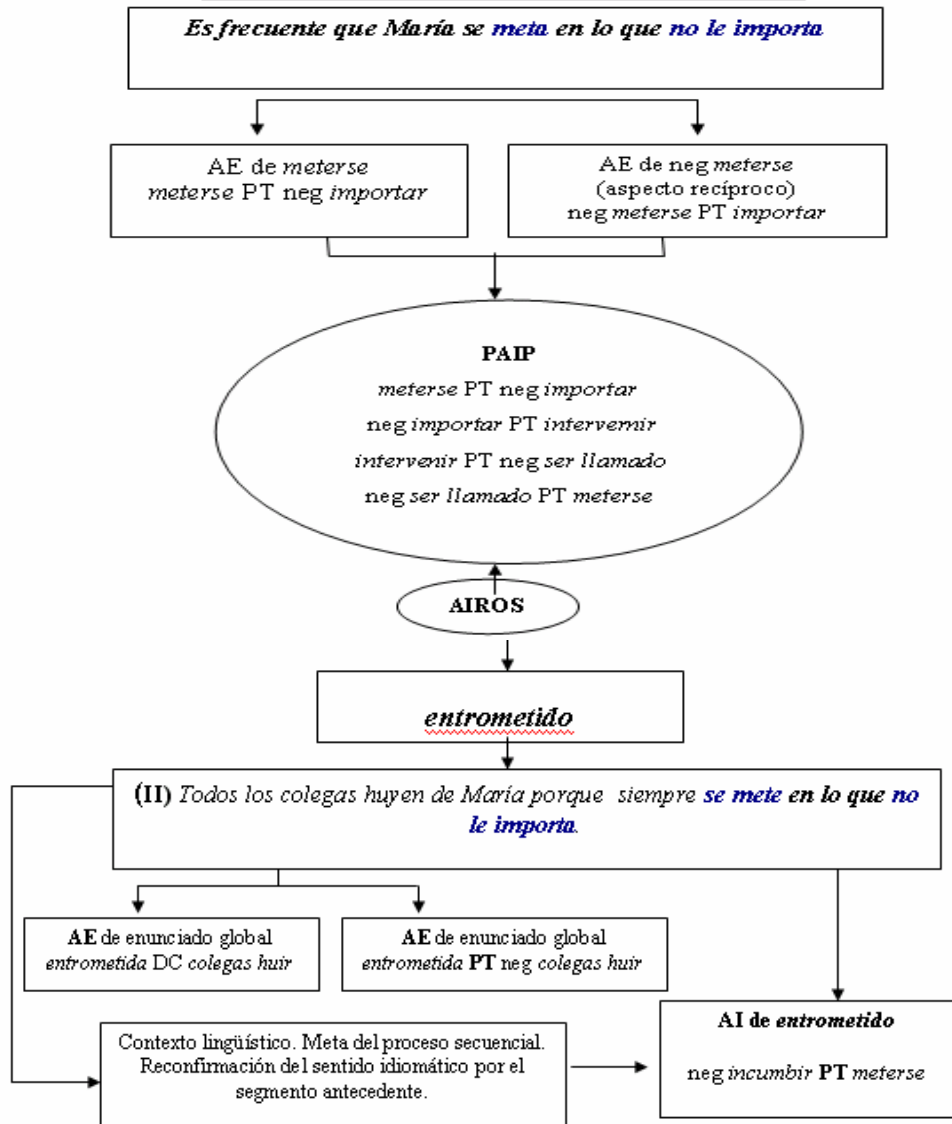 Es frecuente que María se meta en lo que no le importa
AE de meterse
meterse PT neg importar
AE de neg meterse
(aspecto recíproco)
neg meterse PT importar
PAIP
meterse PT neg importar
neg importar PT intervernir
intervenir PT neg ser llamado
neg ser llamado PT meterse
AIROS
entrometido
(II) Todos los colegas huyen de María porque siempre se mete en lo que no
le importa.
AE de enunciado global
entrometida DC colegas huir
AE de enunciado global
entrometida PT neg colegas huir
Contexto lingüístico. Meta del proceso secuencial.
Reconfirmación del sentido idiomático por el
segmento antecedente.
AI de entrometido
neg incumbir PT meterse